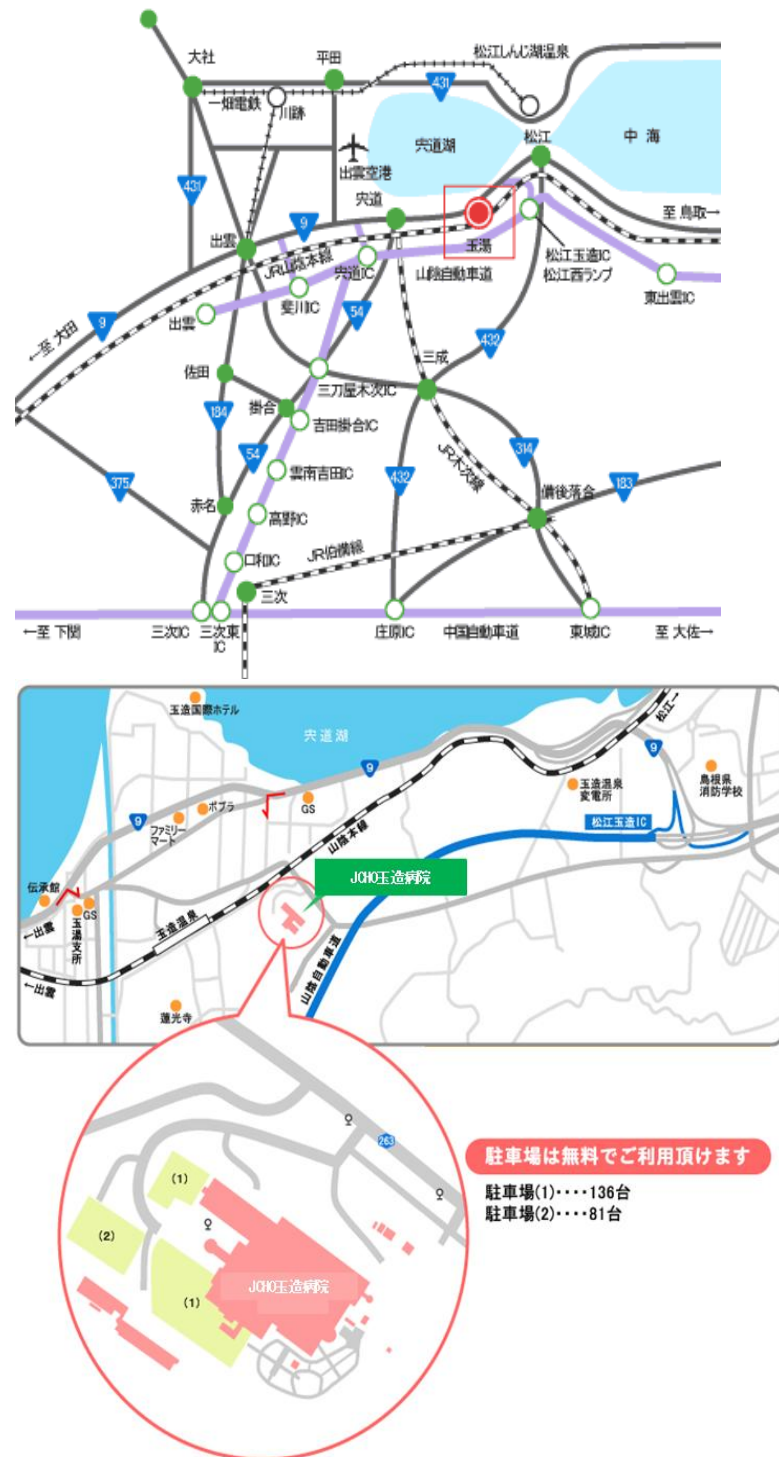 大社
平田
松江しんじ湖温泉
431
一畑電鉄
川跡
宍道湖
松江
中海
出雲空港
431
宍道
至 鳥取→
出雲
9
JR山陰本線
宍道IC
玉湯
山陰自動車道
松江玉造IC
松江西ランプ
東出雲IC
斐川IC
出雲
54
←至 大田
9
432
三成
佐田
三刀屋木次IC
掛合
184
吉田掛合IC
54
314
JR木次線
432
375
雲南吉田IC
備後落合
183
赤名
高野IC
口和IC
JR伯備線
三次
←至 下関
三次IC
三次東
IC
庄原IC
中国自動車道
東城IC
至 大佐→
玉造国際ホテル
宍道湖
松江→
9
9
島根県
消防学校
玉造温泉
変電所
ポプラ
GS
ファミリー
マート
9
山陰本線
松江玉造IC
JCHO玉造病院
伝承館
GS
玉湯支所
←出雲
玉造温泉
山陰自動車道
←出雲
蓮光寺
263
駐車場は無料でご利用頂けます
駐車場(1)････136台
駐車場(2)････81台
(1)
(2)
(1)
JCHO玉造病院